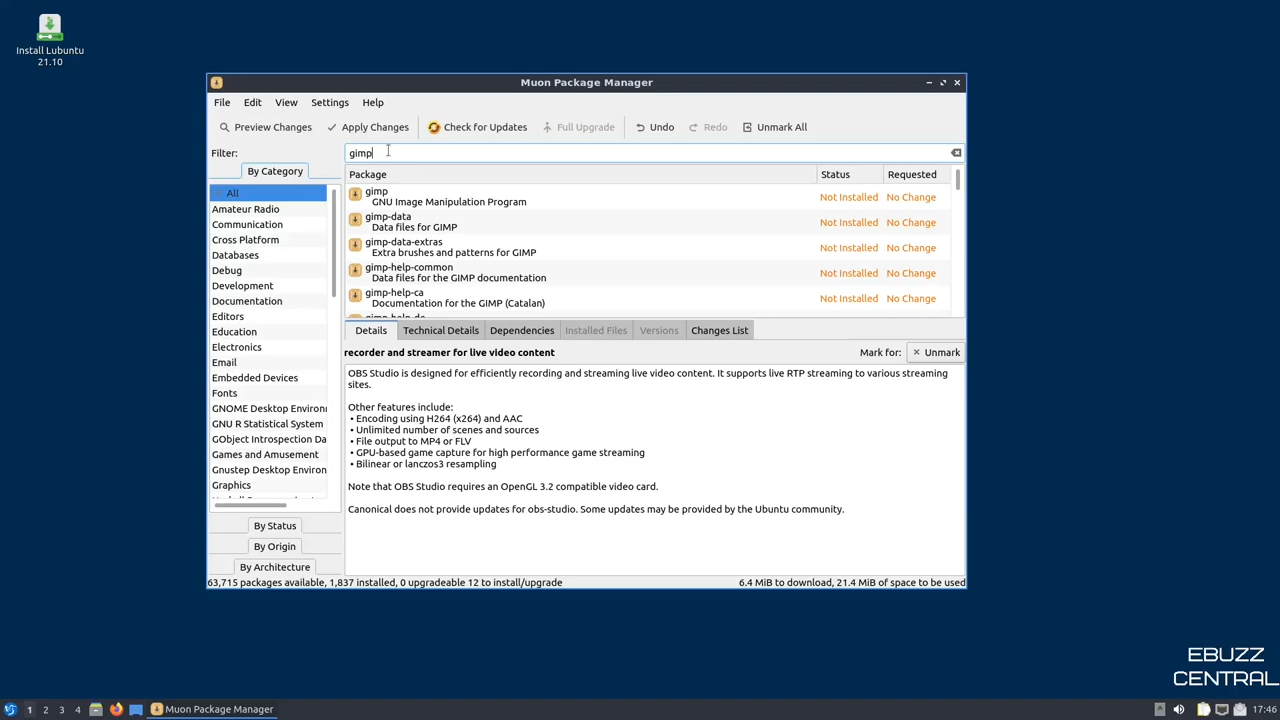 Install Lubuntu
21.10
Muon Package Manager
File Edit View Settings Help
Preview Changes Apply Changes Check for Updates Full Upgrade Undo Redo Unmark All
Filter: gimp
By Category
All
Amateur Radio
Communication
Cross Platform
Databases
Debug
Development
Documentation
Editors
Education
Electronics
Email
Embedded Devices
Fonts
GNOME Desktop Environ
GNU R Statistical System
GObject Introspection Da
Games and Amusement
Gnustep Desktop Environ
Graphics
By Status
By Origin
By Architecture
Package Status Requested
gimp
GNU Image Manipulation Program Not Installed No Change
gimp-data
Data files for GIMP Not Installed No Change
gimp-data-extras
Extra brushes and patterns for GIMP Not Installed No Change
gimp-help-common
Data files for the GIMP documentation Not Installed No Change
gimp-help-ca
Documentation for the GIMP (Catalan) Not Installed No Change
gimp-help-de
Details Technical Details Dependencies Installed Files Versions Changes List
recorder and streamer for live video content Mark for: Unmark
OBS Studio is designed for efficiently recording and streaming live video content. It supports live RTP streaming to various streaming
sites.
Other features include:
• Encoding using H264 (x264) and AAC
• Unlimited number of scenes and sources
• File output to MP4 or FLV
• GPU-based game capture for high performance game streaming
• Bilinear or lanczos3 resampling
Note that OBS Studio requires an OpenGL 3.2 compatible video card.
Canonical does not provide updates for obs-studio. Some updates may be provided by the Ubuntu community.
63,715 packages available, 1,837 installed, 0 upgradeable 12 to install/upgrade 6.4 MiB to download, 21.4 MiB of space to be used
EBUZZ
CENTRAL
1 2 3 4 Muon Package Manager 17:46